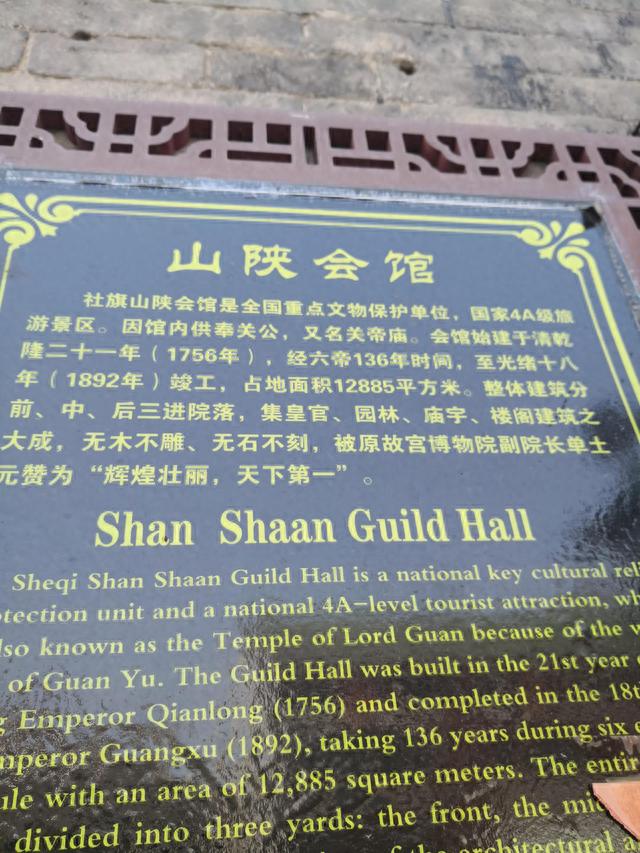 山陕会馆
社旗山陕会馆是全国重点文物保护单位，国家4A级旅
游景区。因馆内供奉关公，又名关帝庙。会馆始建于清乾
隆二十一年（1756年），经六帝136年时间，至光绪十八
年（1892年）竣工，占地面积12885平方米。整体建筑分
前、中、后三进院落，集皇官、园林、庙宇、楼阁建筑之
大成，无木不雕、无石不刻，被原故宫博物院副院长单士
元赞为“辉煌壮丽，天下第一”。
Shan Shaan Guild Hall
Sheqi Shan Shaan Guild Hall is a national key cultural reli
otection unit and a national 4A-level tourist attraction, wh
lso known as the Temple of Lord Guan because of the w
of Guan Yu. The Guild Hall was built in the 21st year
g Emperor Qianlong (1756) and completed in the 18t
mperor Guangxu (1892), taking 136 years during six
ule with an area of 12,885 square meters. The entir
divided into three yards: the front, the mi
of the architectural a